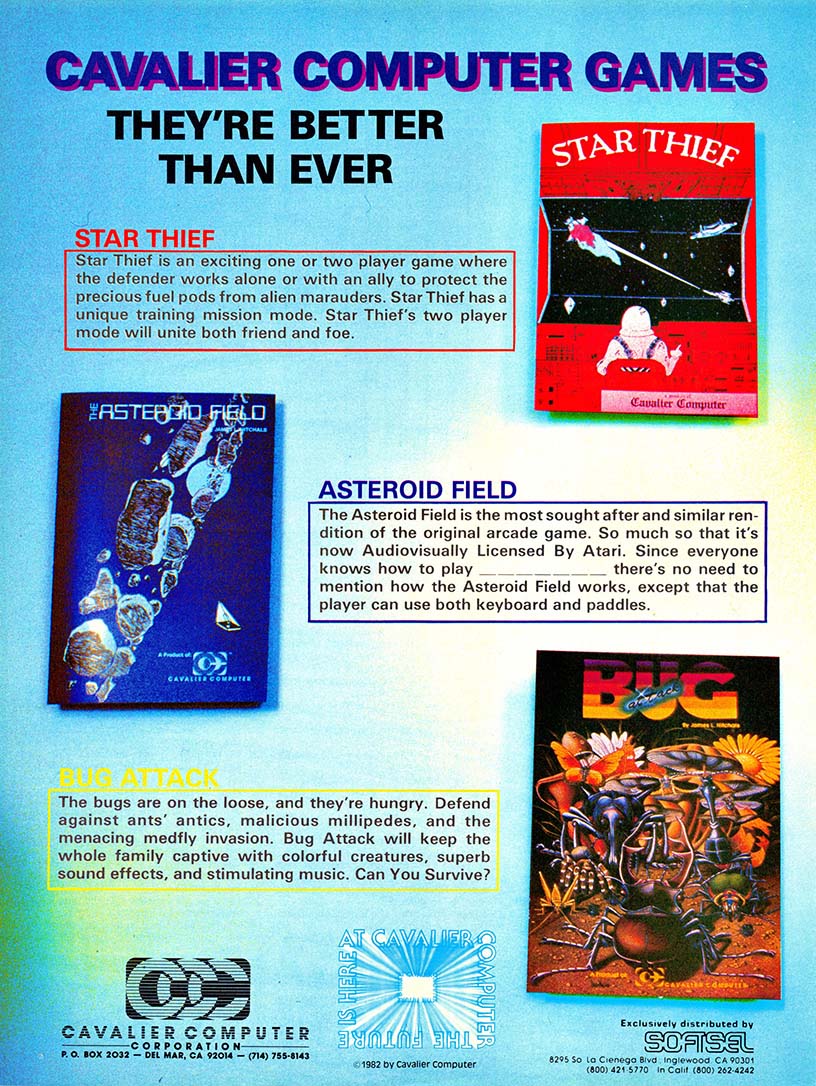 CAVALIER COMPUTER GAMES
THEY'RE BETTER
THAN EVER
STAR THIEF
Star Thief is an exciting one or two player game where
the defender works alone or with an ally to protect the
precious fuel pods from alien marauders. Star Thief has a
unique training mission mode. Star Thief's two player
mode will unite both friend and foe.
STAR THIEF
a product of
Cavalier Computer
THE ASTEROID FIELD
JAMES L. NITCHALS
A Product of:
CAVALIER COMPUTER
ASTEROID FIELD
The Asteroid Field is the most sought after and similar ren-
dition of the original arcade game. So much so that it's
now Audiovisually Licensed By Atari. Since everyone
knows how to play __________ there's no need to
mention how the Asteroid Field works, except that the
player can use both keyboard and paddles.
BUG
attack
By James L. Nitchals
A Product of:
CAVALIER COMPUTER
BUG ATTACK
The bugs are on the loose, and they're hungry. Defend
against ants' antics, malicious millipedes, and the
menacing medfly invasion. Bug Attack will keep the
whole family captive with colorful creatures, superb
sound effects, and stimulating music. Can You Survive?
CAVALIER COMPUTER
CORPORATION
P. O. BOX 2032 — DEL MAR, CA 92014 — (714) 755-8143
AT CAVALIER COMPUTER THE FUTURE IS HERE
©1982 by Cavalier Computer
Exclusively distributed by
SOFTSEL
8295 So. La Cienega Blvd., Inglewood, CA 90301
(800) 421-5770 In Calif. (800) 262-4242